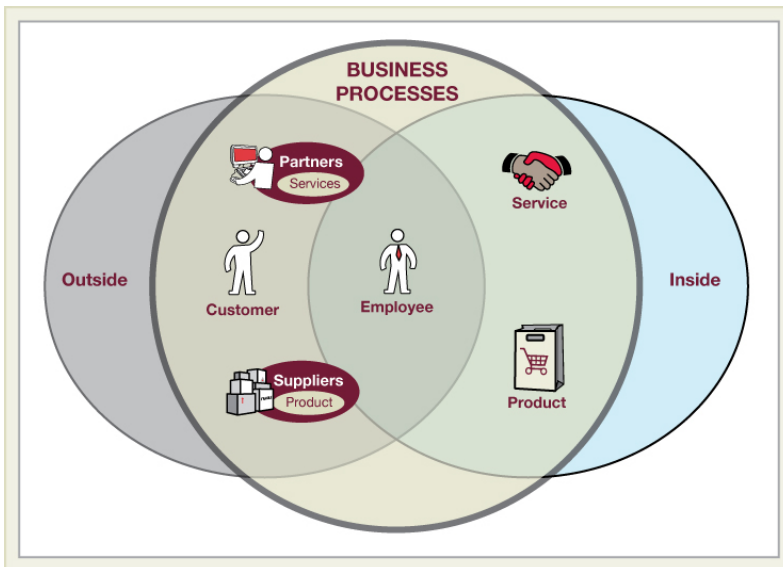 BUSINESS
PROCESSES
Partners
Services
Service
Outside
Customer
Employee
Inside
Suppliers
Product
Product